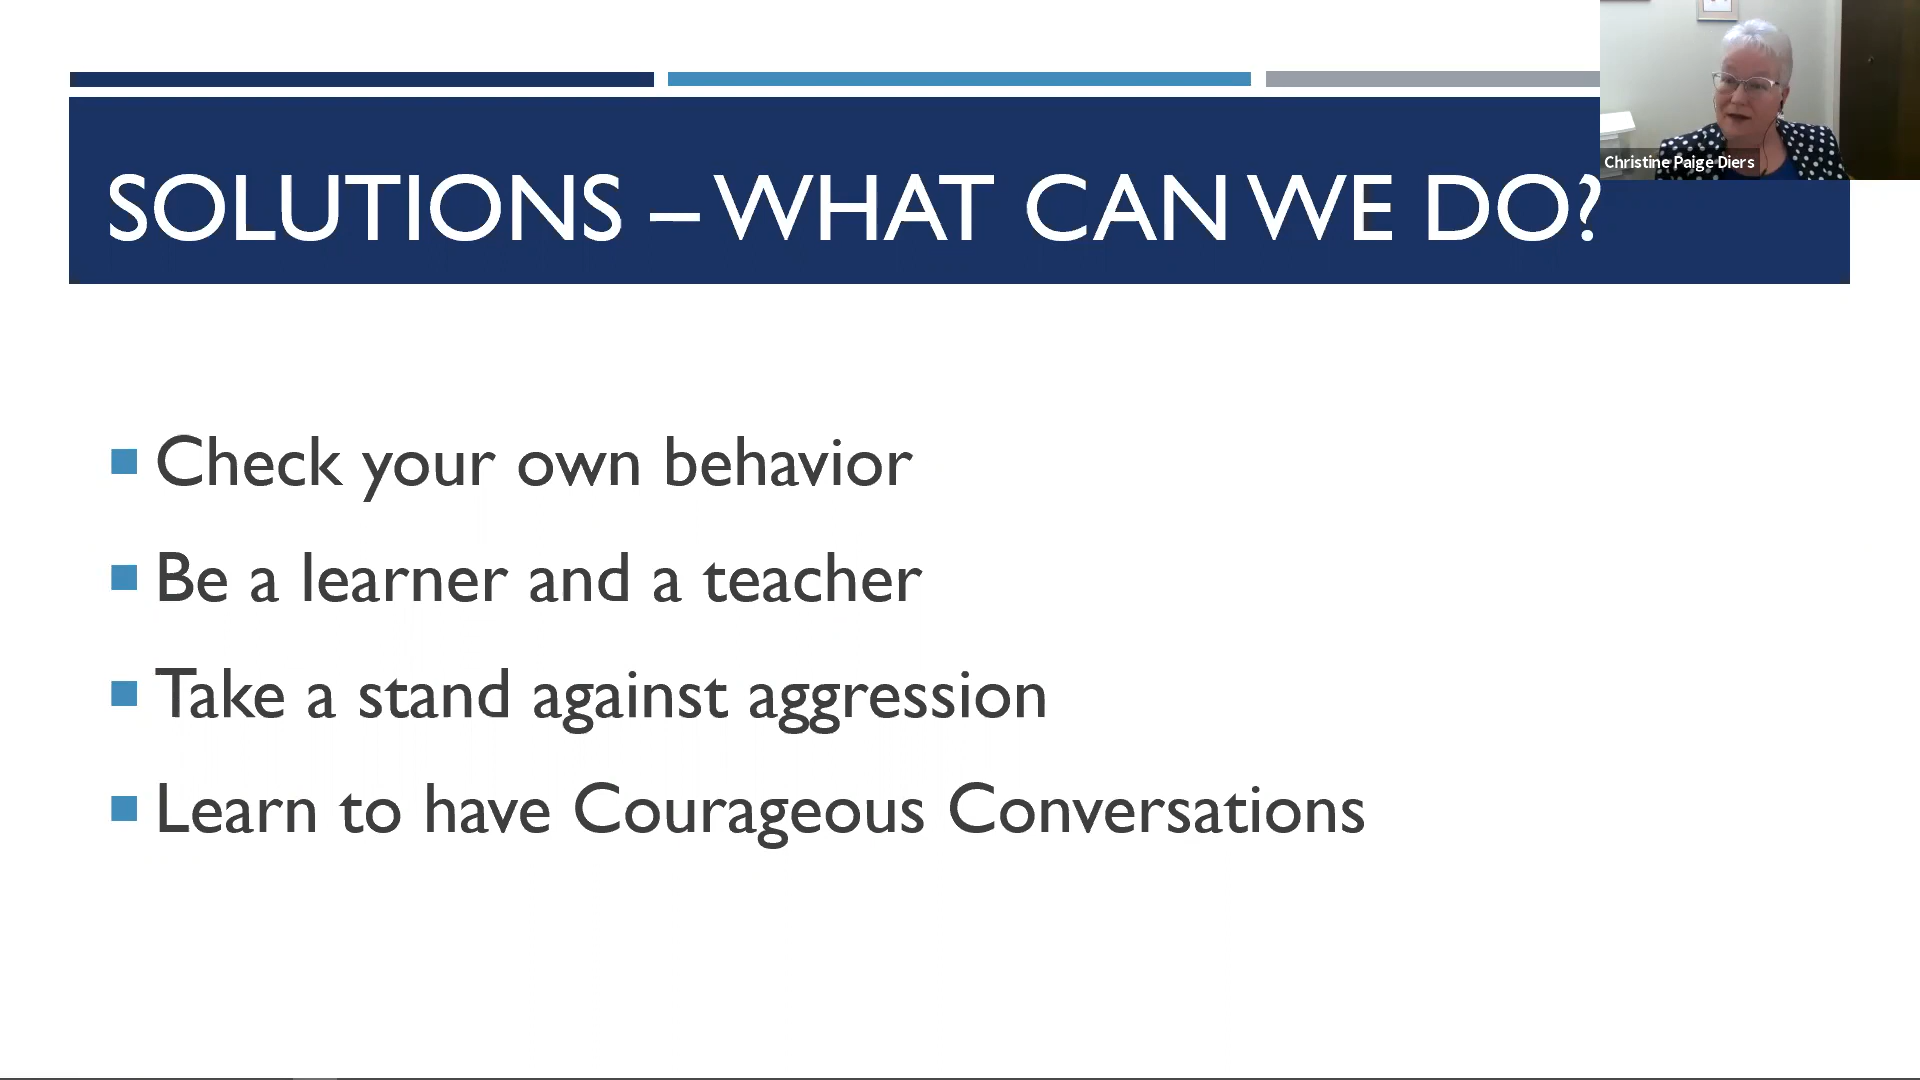 Christine Paige Diers
SOLUTIONS – WHAT CAN WE DO?
Check your own behavior
Be a learner and a teacher
Take a stand against aggression
Learn to have Courageous Conversations